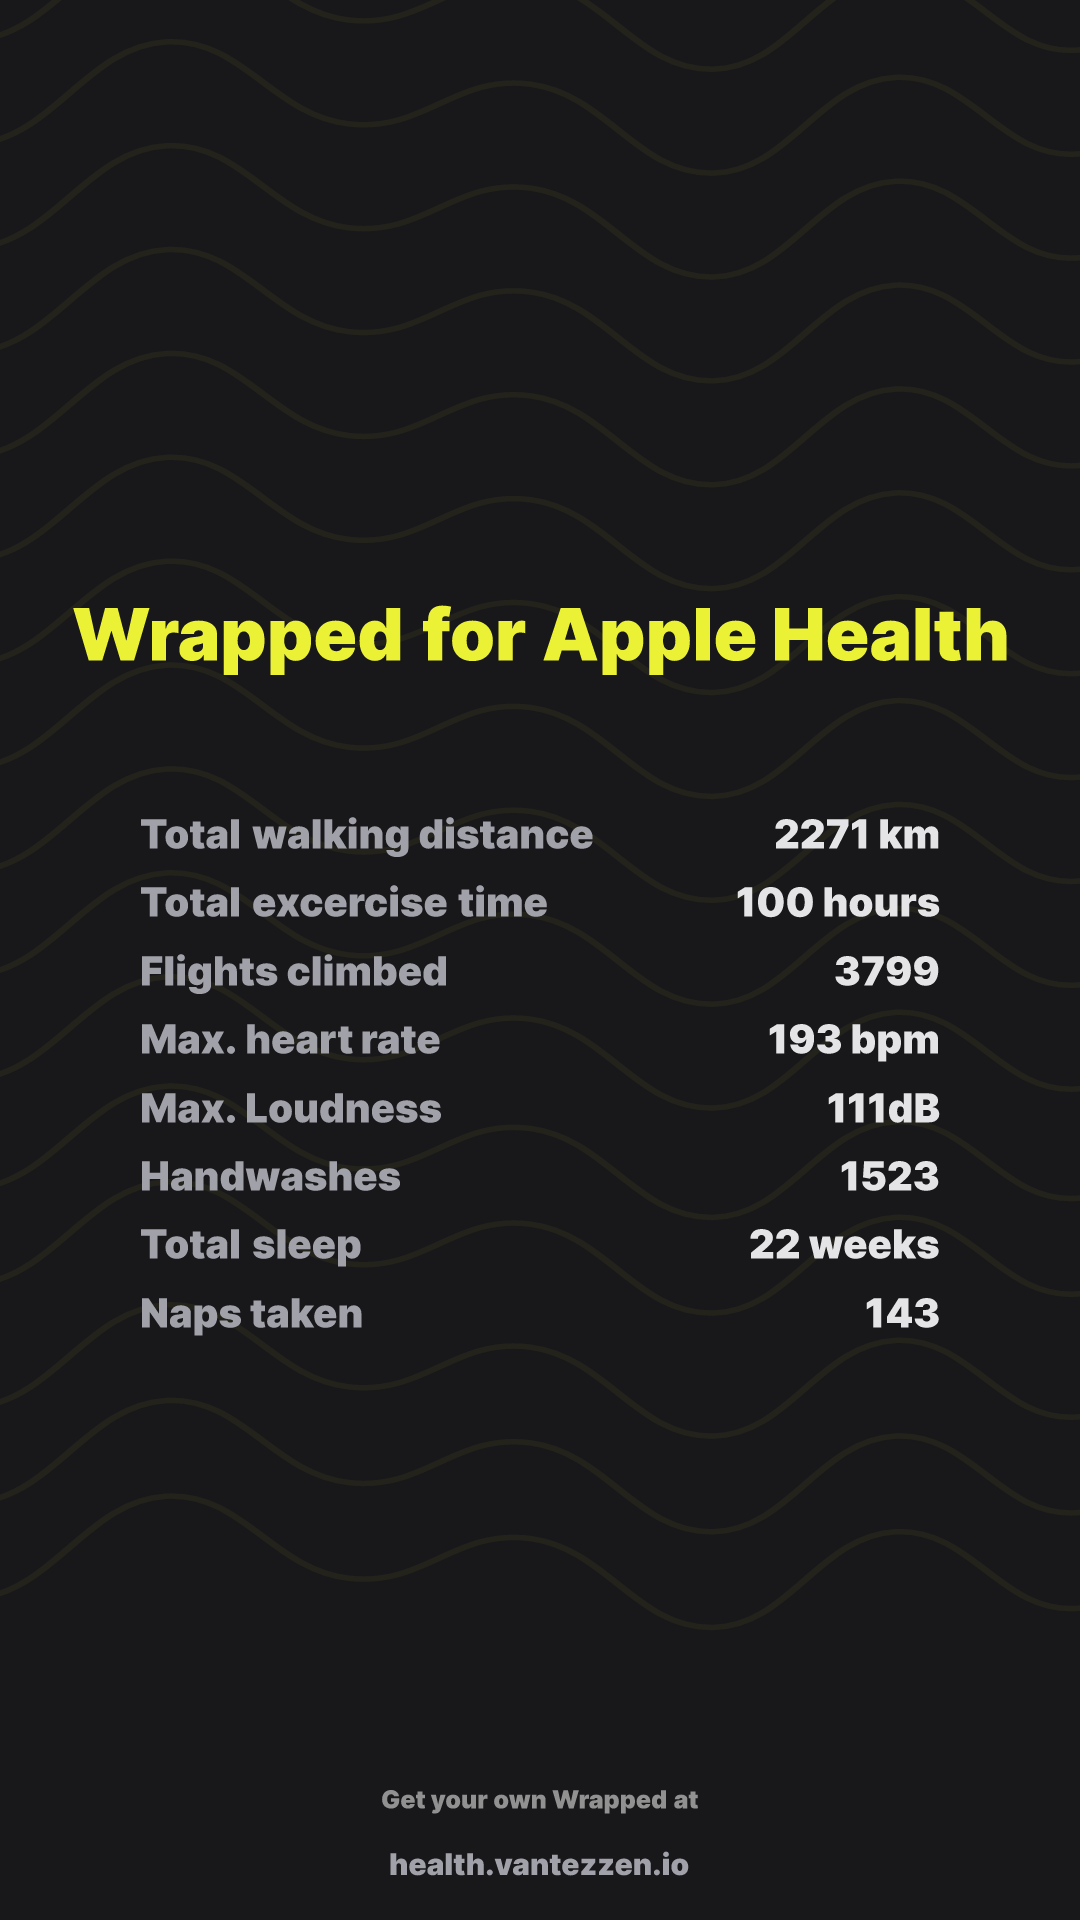 Wrapped for Apple Health
Total walking distance 2271 km
Total excercise time 100 hours
Flights climbed 3799
Max. heart rate 193 bpm
Max. Loudness 111dB
Handwashes 1523
Total sleep 22 weeks
Naps taken 143
Get your own Wrapped at
health.vantezzen.io